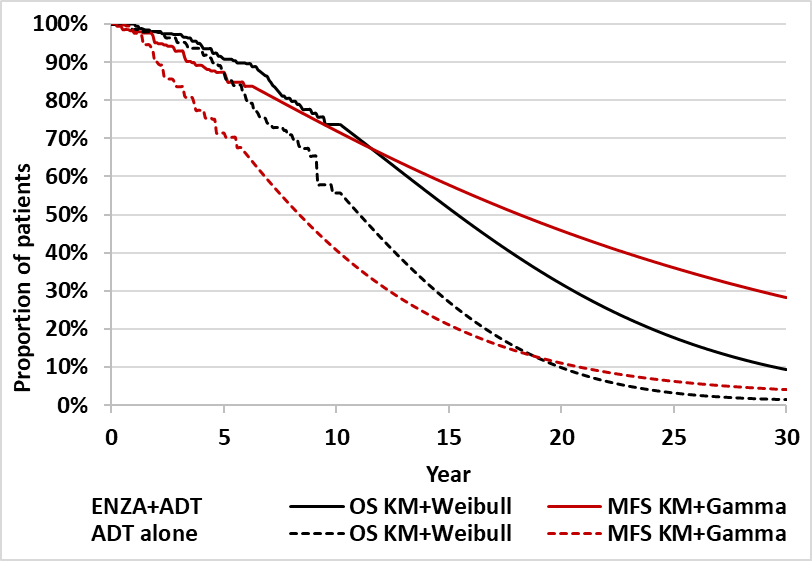 100%
90%
80%
70%
60%
50%
40%
30%
20%
10%
0%
Proportion of patients
0 5 10 15 20 25 30
Year
ENZA+ADT OS KM+Weibull MFS KM+Gamma
ADT alone OS KM+Weibull MFS KM+Gamma